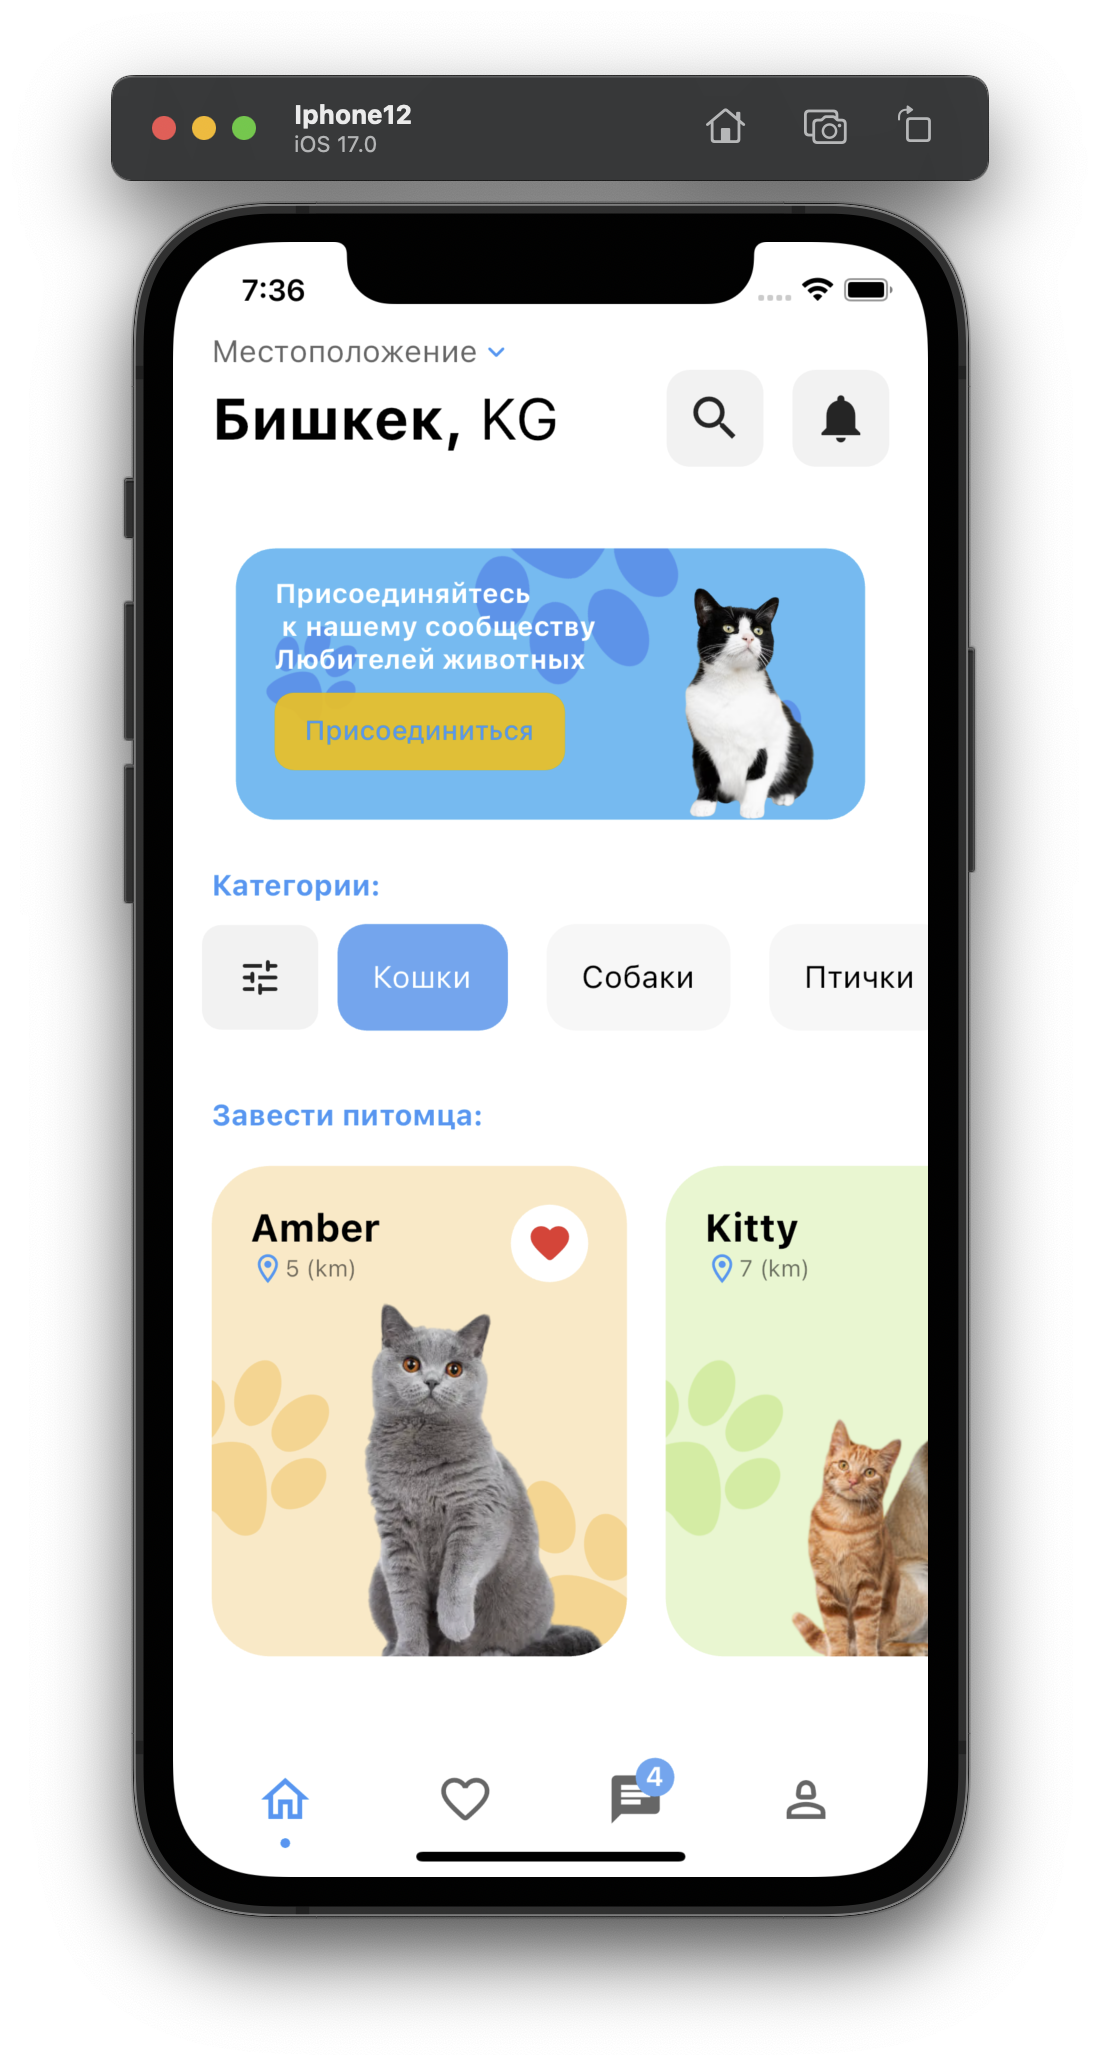 Iphone12
iOS 17.0
7:36
Местоположение
Бишкек, KG
Присоединяйтесь
к нашему сообществу
Любителей животных
Присоединиться
Категории:
Кошки
Собаки
Птички
Завести питомца:
Amber
5 (km)
Kitty
7 (km)
4